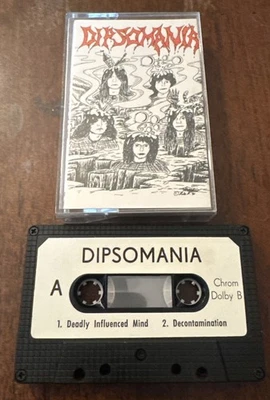 DIPSOMANIA
DIPSOMANIA
A
Chrom
Dolby B
1. Deadly Influenced Mind 2. Decontamination